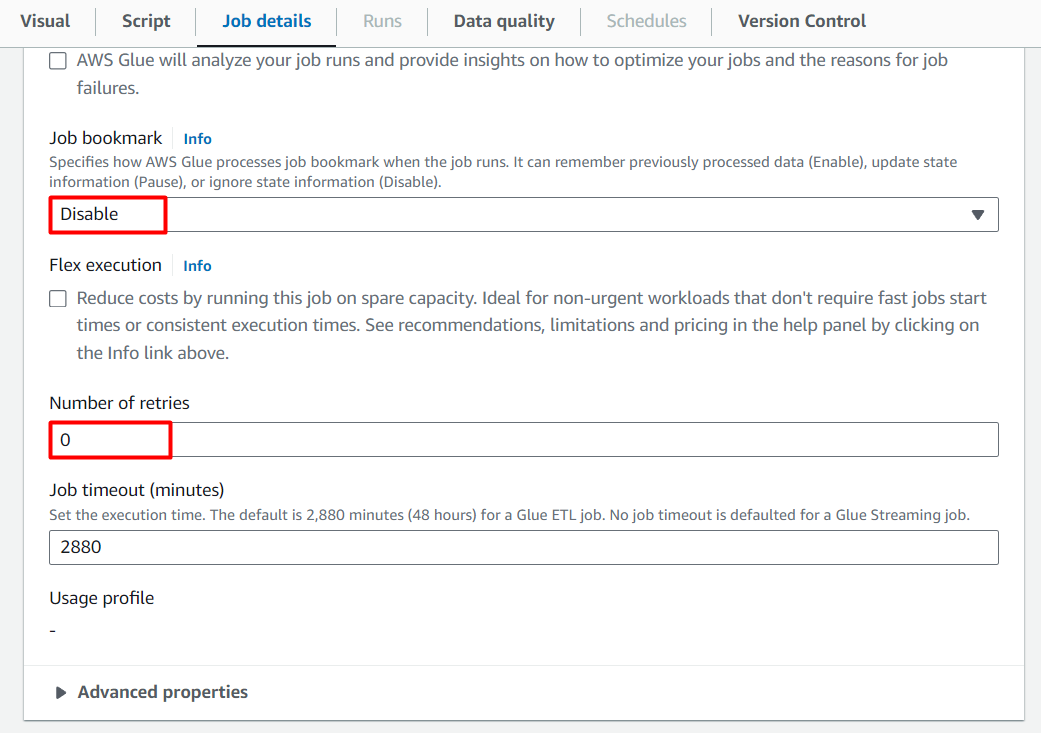 Visual Script Job details Runs Data quality Schedules Version Control
AWS Glue will analyze your job runs and provide insights on how to optimize your jobs and the reasons for job
failures.
Job bookmark Info
Specifies how AWS Glue processes job bookmark when the job runs. It can remember previously processed data (Enable), update state
information (Pause), or ignore state information (Disable).
Disable
Flex execution Info
Reduce costs by running this job on spare capacity. Ideal for non-urgent workloads that don't require fast jobs start
times or consistent execution times. See recommendations, limitations and pricing in the help panel by clicking on
the Info link above.
Number of retries
0
Job timeout (minutes)
Set the execution time. The default is 2,880 minutes (48 hours) for a Glue ETL job. No job timeout is defaulted for a Glue Streaming job.
2880
Usage profile
-
Advanced properties